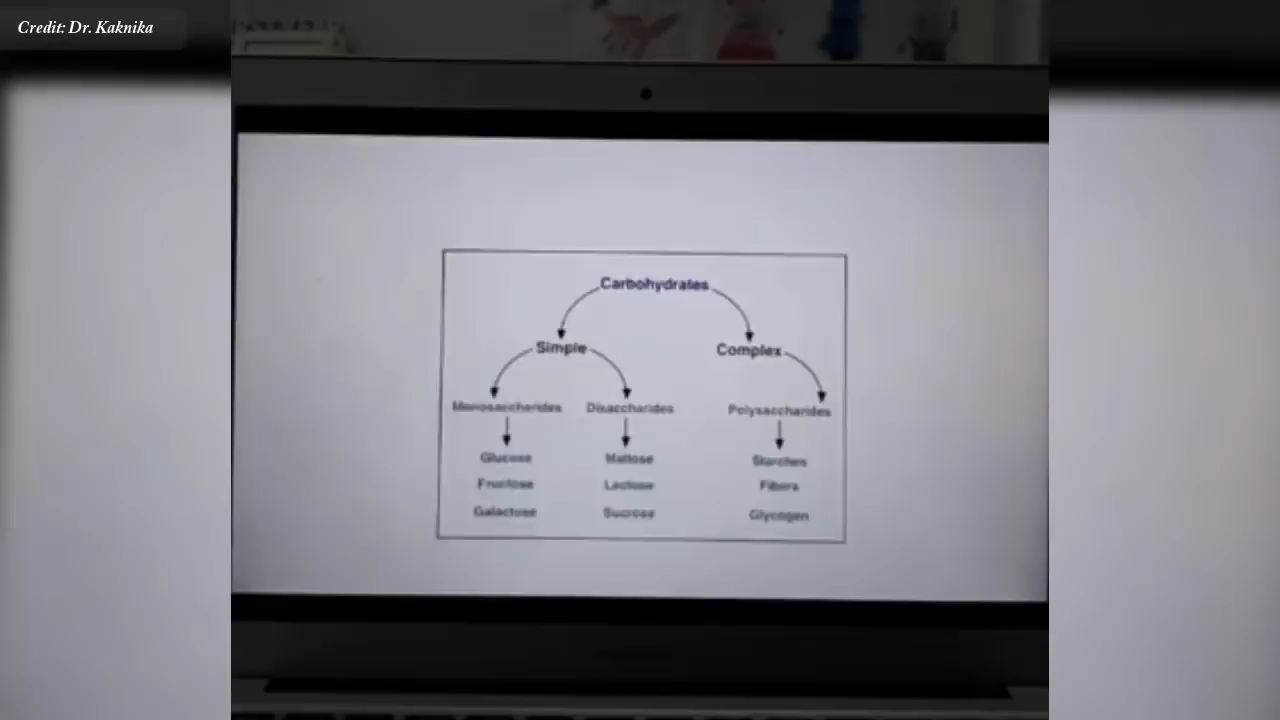 Credit: Dr. Kaknika
Carbohydrates
Simple Complex
Monosaccharides Disaccharides Polysaccharides
Glucose Maltose Starches
Fructose Lactose Fibers
Galactose Sucrose Glycogen